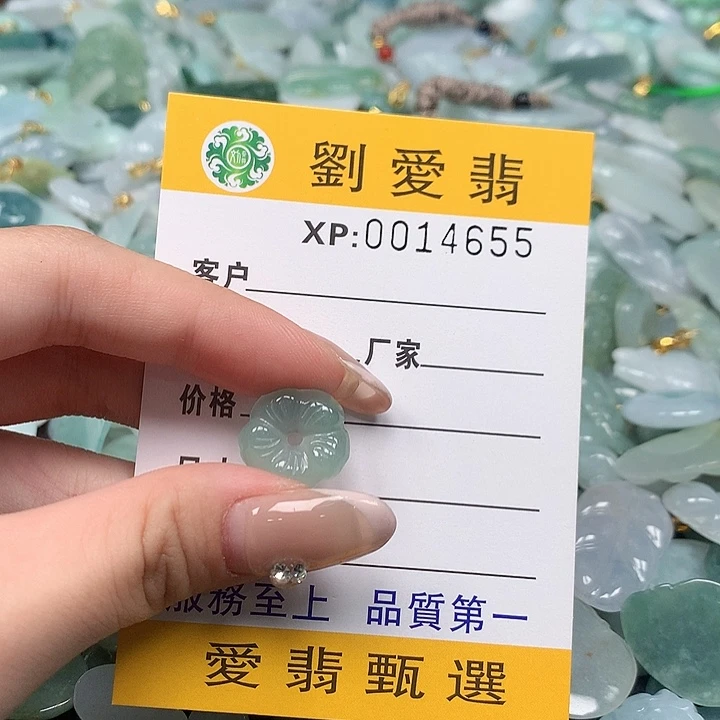 劉愛翡
XP:0014655
客户
厂家
价格
服務至上 品質第一
愛翡甄選